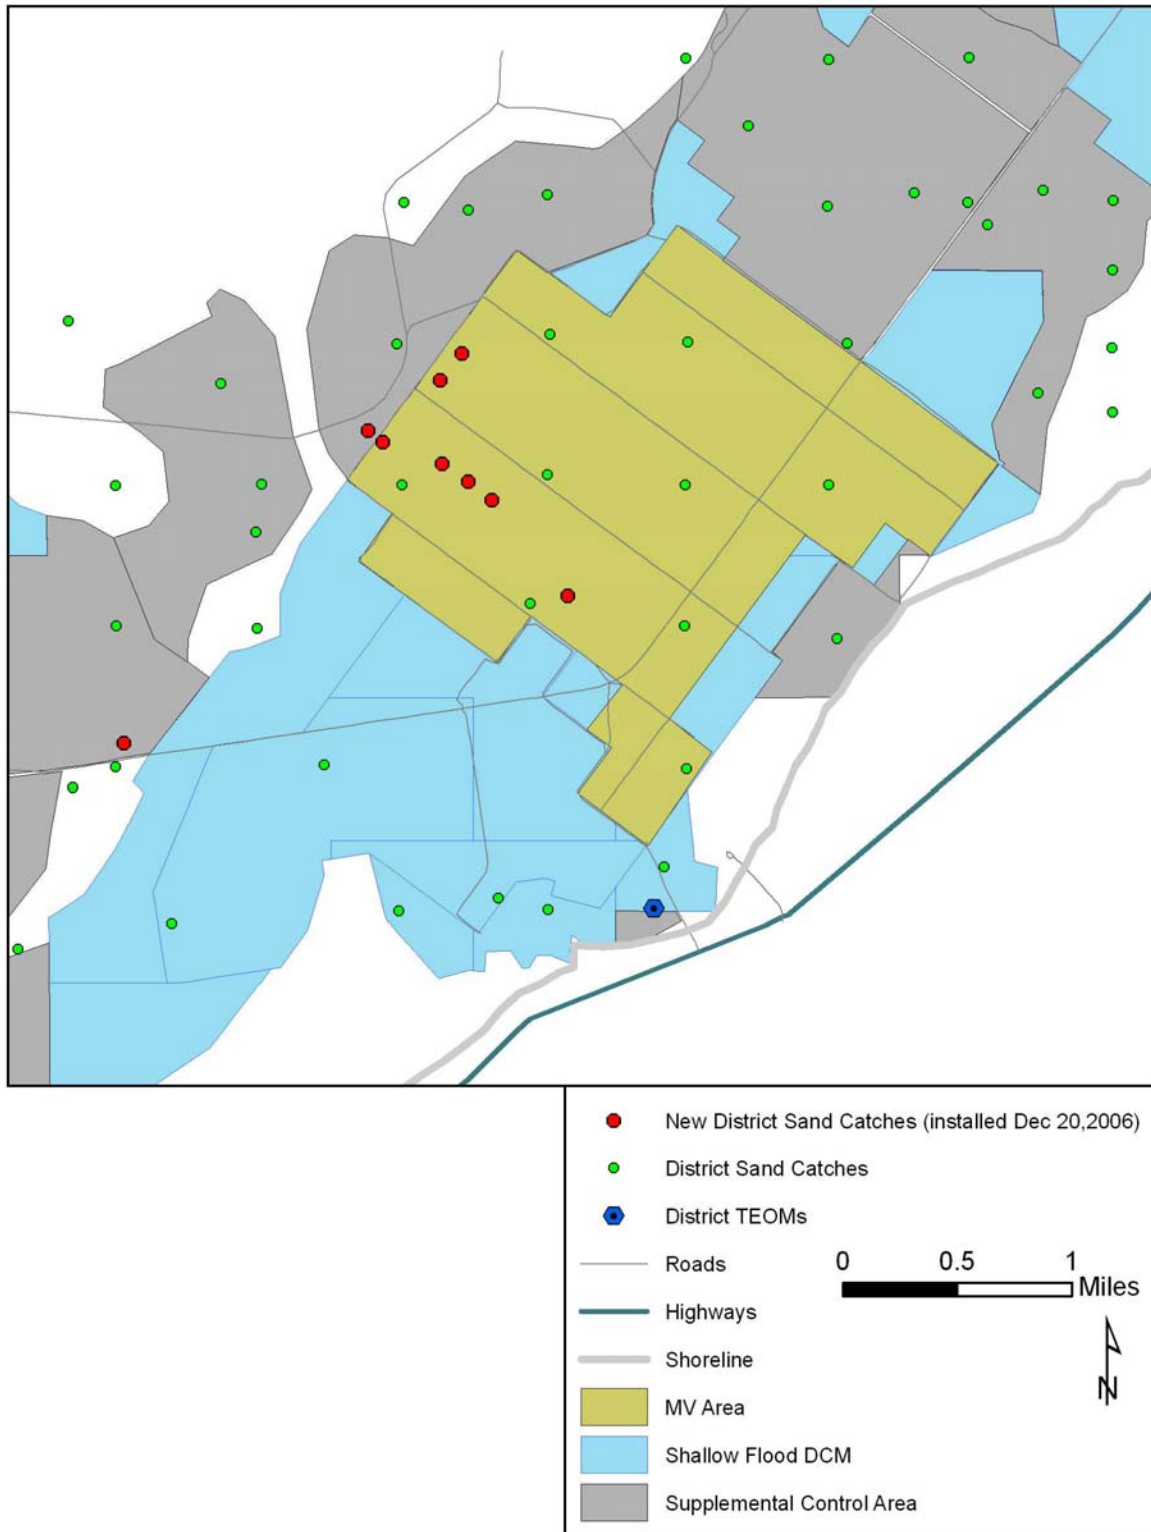 New District Sand Catches (installed Dec 20,2006)
District Sand Catches
District TEOMs
Roads
0 0.5 1
Miles
Highways
Shoreline
N
MV Area
Shallow Flood DCM
Supplemental Control Area